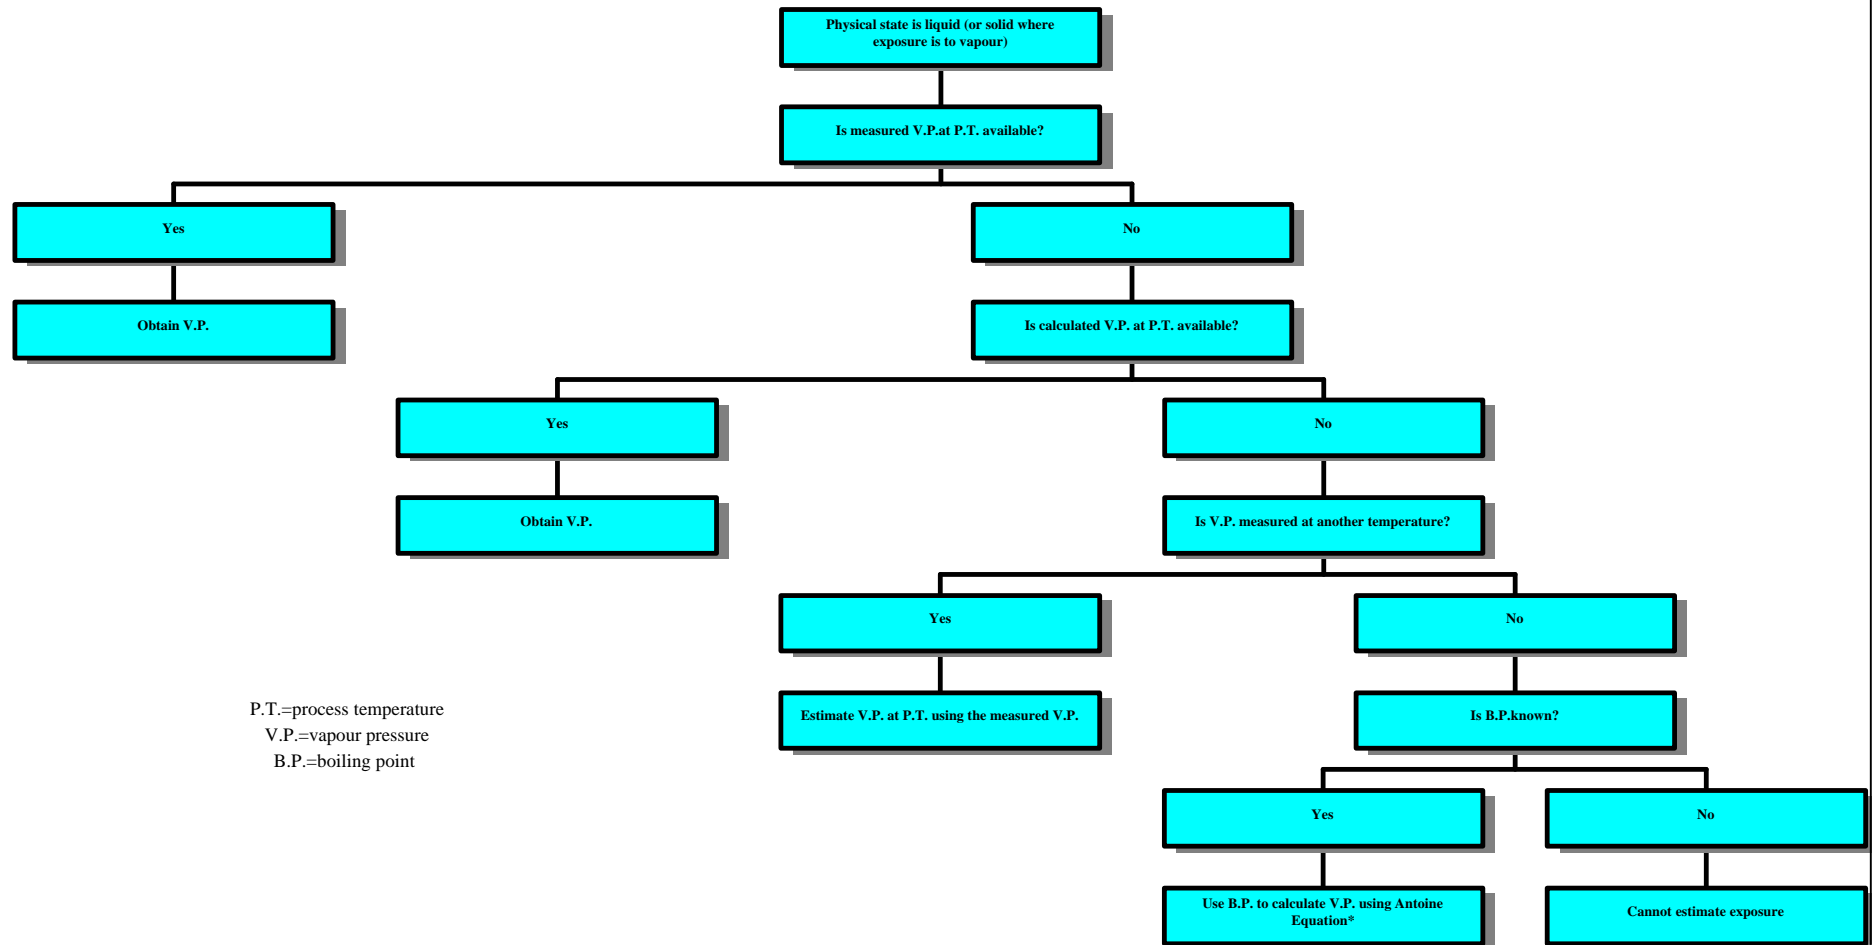 Physical state is liquid (or solid where
exposure is to vapour)
Is measured V.P.at P.T. available?
Yes
No
Obtain V.P.
Is calculated V.P. at P.T. available?
Yes
No
Obtain V.P.
Is V.P. measured at another temperature?
Yes
No
Estimate V.P. at P.T. using the measured V.P.
Is B.P.known?
P.T.=process temperature
V.P.=vapour pressure
B.P.=boiling point
Yes
No
Use B.P. to calculate V.P. using Antoine
Equation*
Cannot estimate exposure